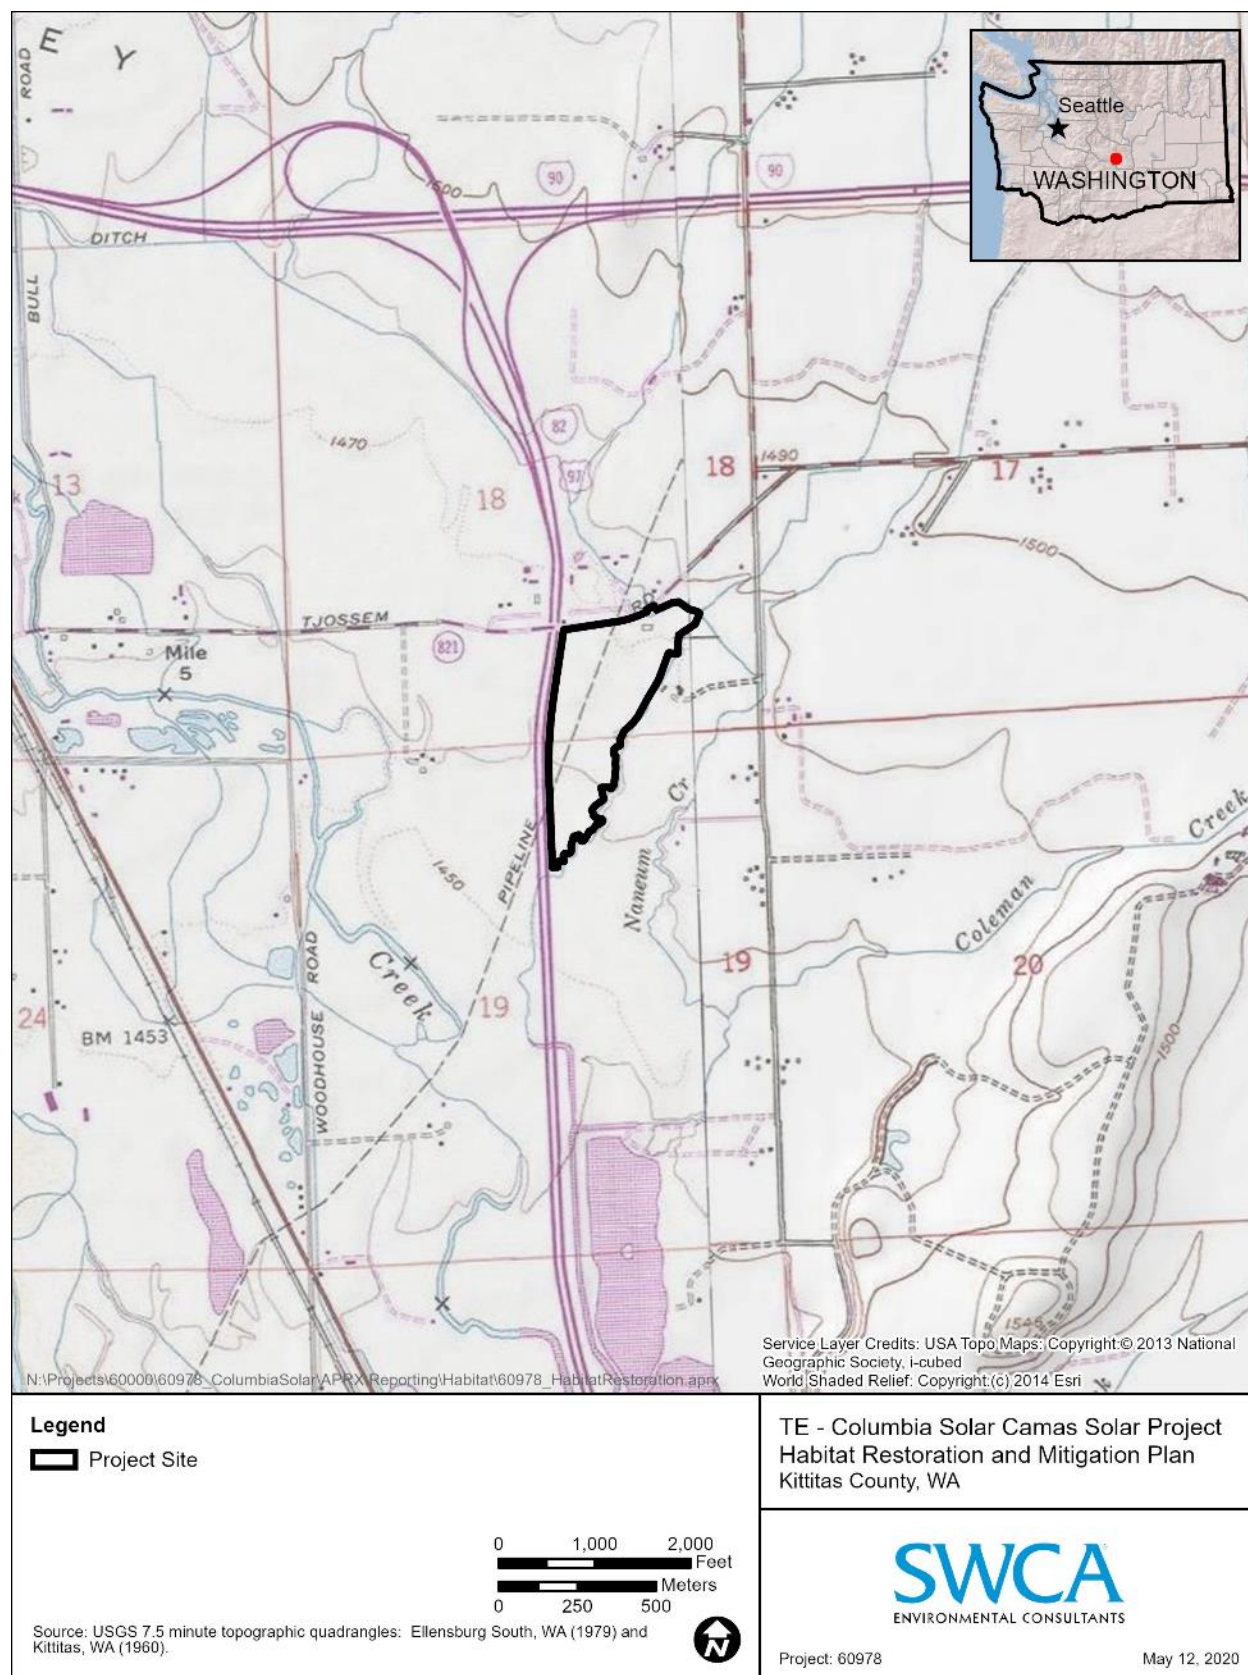 E Y
ROAD
Seattle
WASHINGTON
90
90
1500
DITCH
BULL
82
97
1470
1490
13
18
18
17
1500
TJOSSEM
RD
821
Mile
5
PIPELINE
1450
Naneum Cr
Coleman Creek
Creek
ROAD
WOODHOUSE
19
19
20
24
BM 1453
1500
1545
k
Service Layer Credits: USA Topo Maps: Copyright:© 2013 National
Geographic Society, i-cubed
World Shaded Relief: Copyright:(c) 2014 Esri
N:\Projects\60000\60978_ColumbiaSolar\APRX\Reporting\Habitat\60978_HabitatRestoration.aprx
Legend
Project Site
0 1,000 2,000
Feet
Meters
0 250 500
N
Source: USGS 7.5 minute topographic quadrangles: Ellensburg South, WA (1979) and
Kittitas, WA (1960).
TE - Columbia Solar Camas Solar Project
Habitat Restoration and Mitigation Plan
Kittitas County, WA
SWCA
ENVIRONMENTAL CONSULTANTS
Project: 60978
May 12, 2020